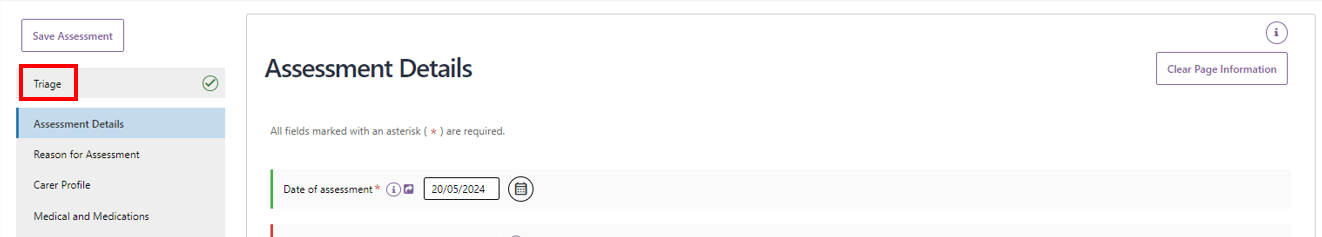 Save Assessment
Triage
Assessment Details
Reason for Assessment
Carer Profile
Medical and Medications
Assessment Details
Clear Page Information
All fields marked with an asterisk ( * ) are required.
Date of assessment * i 20/05/2024